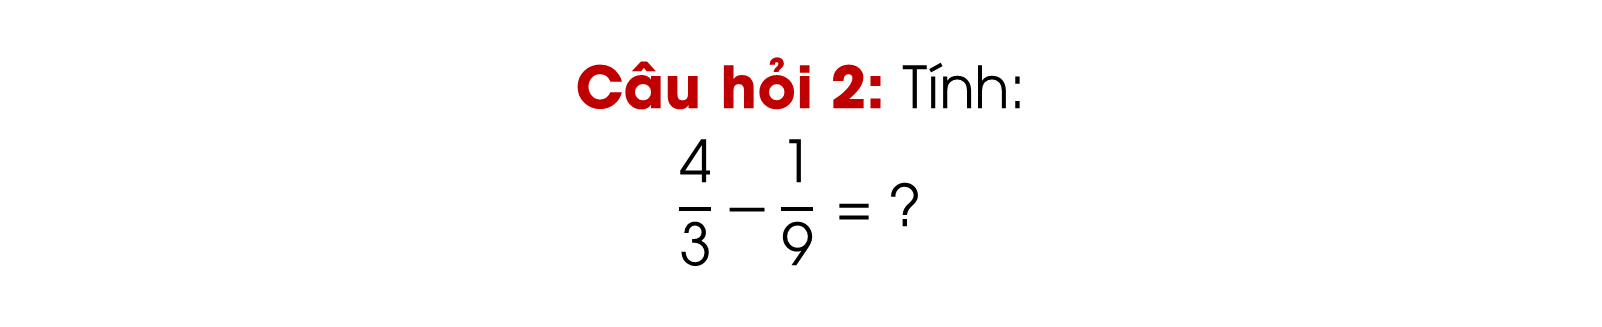 Câu hỏi 2: Tính:
4/3 − 1/9 = ?